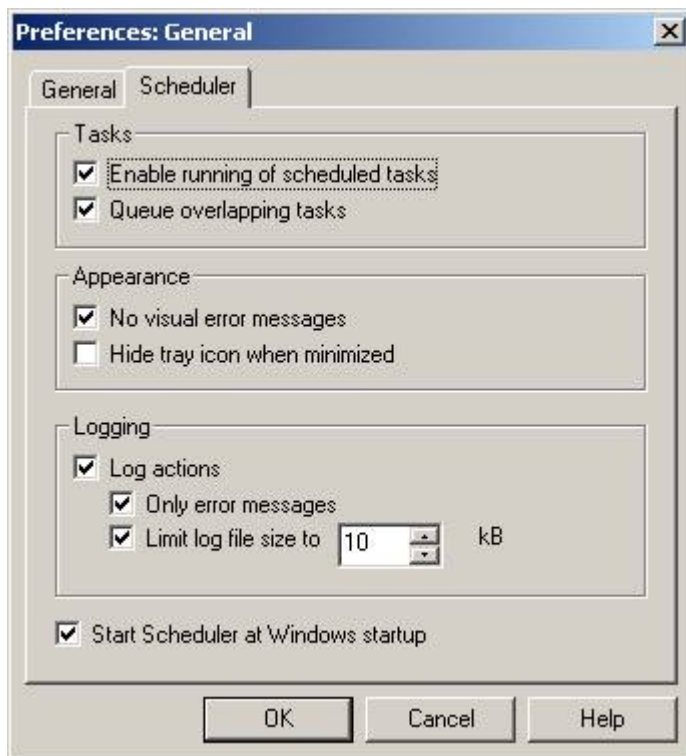 Preferences: General
General Scheduler
Tasks
Enable running of scheduled tasks
Queue overlapping tasks
Appearance
No visual error messages
Hide tray icon when minimized
Logging
Log actions
Only error messages
Limit log file size to 10 kB
Start Scheduler at Windows startup
OK Cancel Help